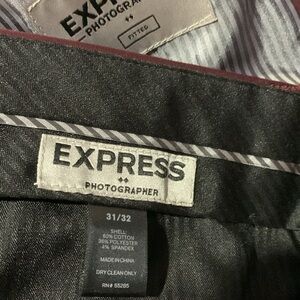 EXPRESS
PHOTOGRAPHER
FITTED
EXPRESS
PHOTOGRAPHER
31/32
SHELL:
60% COTTON
36% POLYESTER
4% SPANDEX
MADE IN CHINA
DRY CLEAN ONLY
RN# 55285